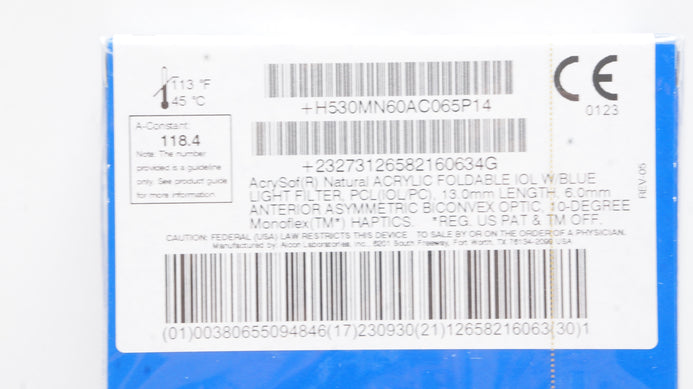 113 °F
45 °C
+H530MN60AC065P14
CE
0123
A-Constant:
118.4
Note: The number
provided is a guideline
only. See product guide
for more information
+23273126582160634G
AcrySof(R) Natural ACRYLIC FOLDABLE IOL W/BLUE
LIGHT FILTER, PCL(IOL/PC), 13.0mm LENGTH, 6.0mm
ANTERIOR ASYMMETRIC BICONVEX OPTIC, 10-DEGREE
Monoflex(TM*) HAPTICS. *REG. US PAT & TM OFF.
REV-05
CAUTION: FEDERAL (USA) LAW RESTRICTS THIS DEVICE TO SALE BY OR ON THE ORDER OF A PHYSICIAN.
Manufactured by: Alcon Laboratories, Inc., 6201 South Freeway, Fort Worth, TX 76134-2099 USA
(01)00380655094846(17)230930(21)12658216063(30)1